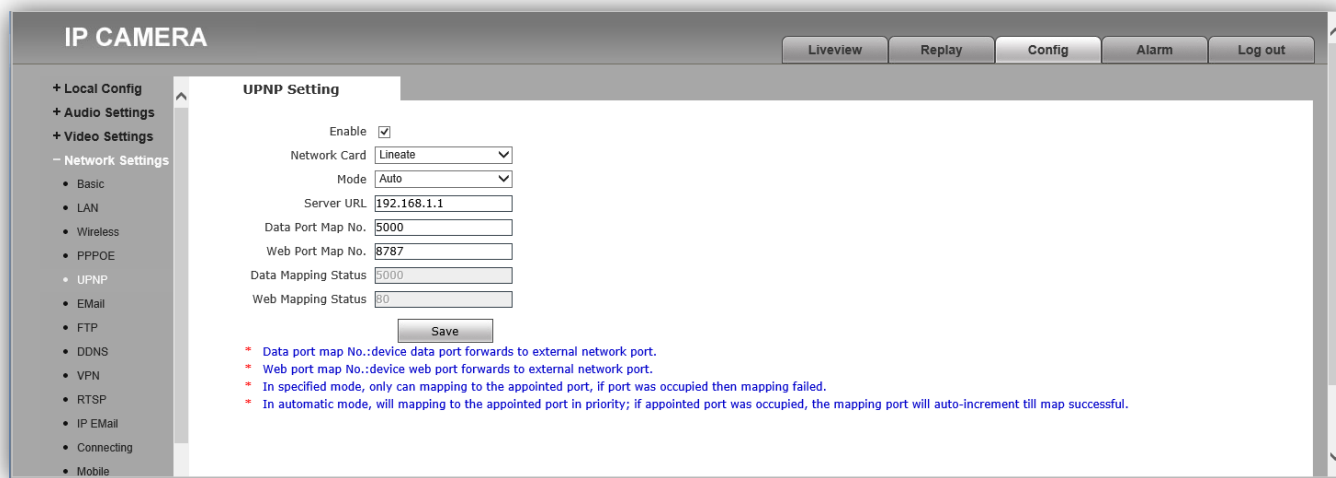 IP CAMERA
Liveview Replay Config Alarm Log out
+ Local Config
+ Audio Settings
+ Video Settings
− Network Settings
• Basic
• LAN
• Wireless
• PPPOE
• UPNP
• EMail
• FTP
• DDNS
• VPN
• RTSP
• IP EMail
• Connecting
• Mobile
UPNP Setting
Enable
Network Card Lineate
Mode Auto
Server URL 192.168.1.1
Data Port Map No. 5000
Web Port Map No. 8787
Data Mapping Status 5000
Web Mapping Status 80
Save
* Data port map No.:device data port forwards to external network port.
* Web port map No.:device web port forwards to external network port.
* In specified mode, only can mapping to the appointed port, if port was occupied then mapping failed.
* In automatic mode, will mapping to the appointed port in priority; if appointed port was occupied, the mapping port will auto-increment till map successful.